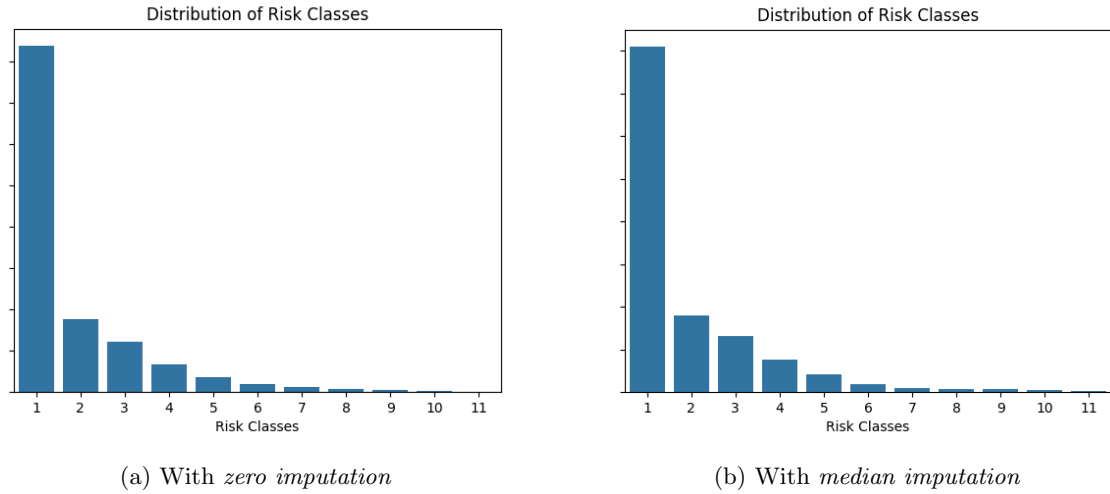 Distribution of Risk Classes
1 2 3 4 5 6 7 8 9 10 11
Risk Classes
(a) With zero imputation
Distribution of Risk Classes
1 2 3 4 5 6 7 8 9 10 11
Risk Classes
(b) With median imputation